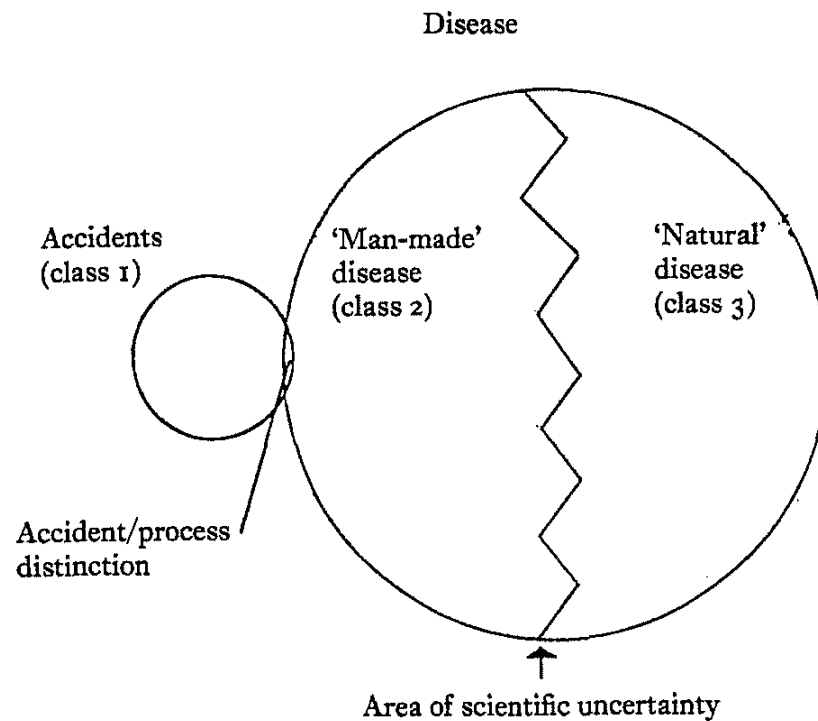 Disease
Accidents
(class 1)
‘Man-made’
disease
(class 2)
‘Natural’
disease
(class 3)
Accident/process
distinction
Area of scientific uncertainty